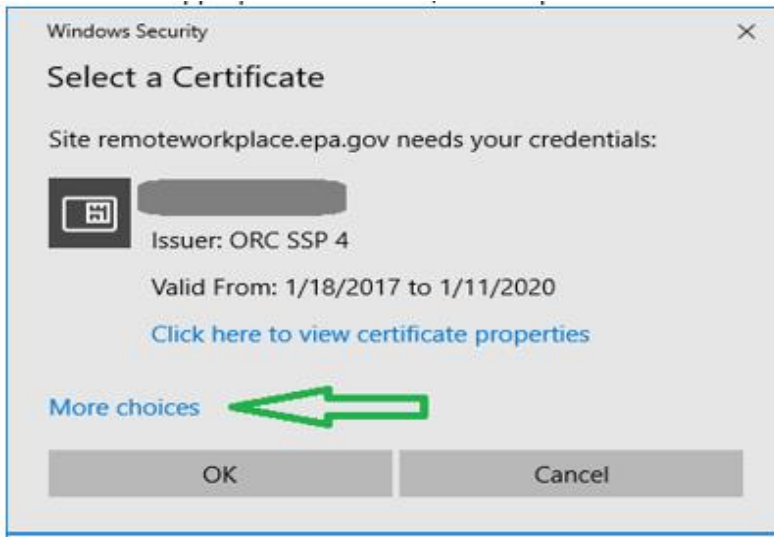 Windows Security
Select a Certificate
Site remoteworkplace.epa.gov needs your credentials:
Issuer: ORC SSP 4
Valid From: 1/18/2017 to 1/11/2020
Click here to view certificate properties
More choices
OK
Cancel